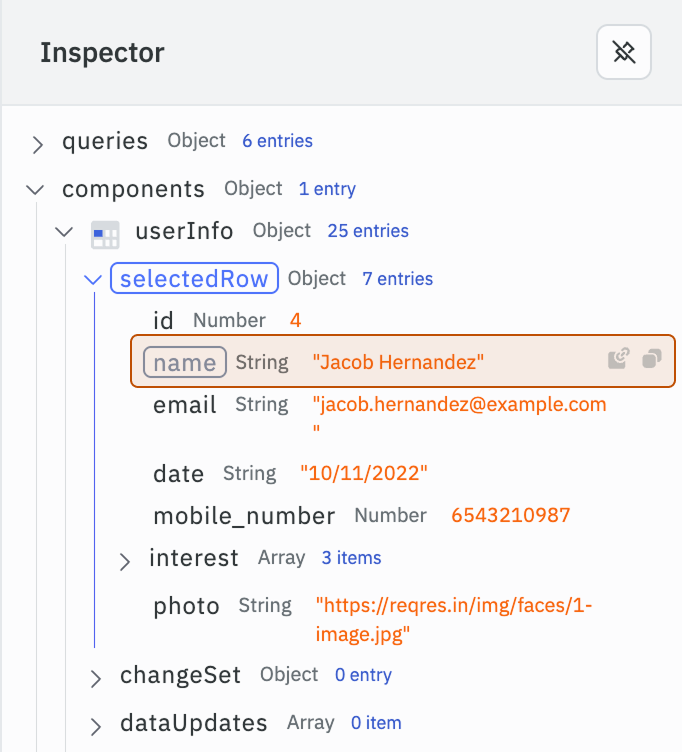 Inspector
queries Object 6 entries
components Object 1 entry
userInfo Object 25 entries
selectedRow Object 7 entries
id Number 4
name String "Jacob Hernandez"
email String "jacob.hernandez@example.com
"
date String "10/11/2022"
mobile_number Number 6543210987
interest Array 3 items
photo String "https://reqres.in/img/faces/1-
image.jpg"
changeSet Object 0 entry
dataUpdates Array 0 item